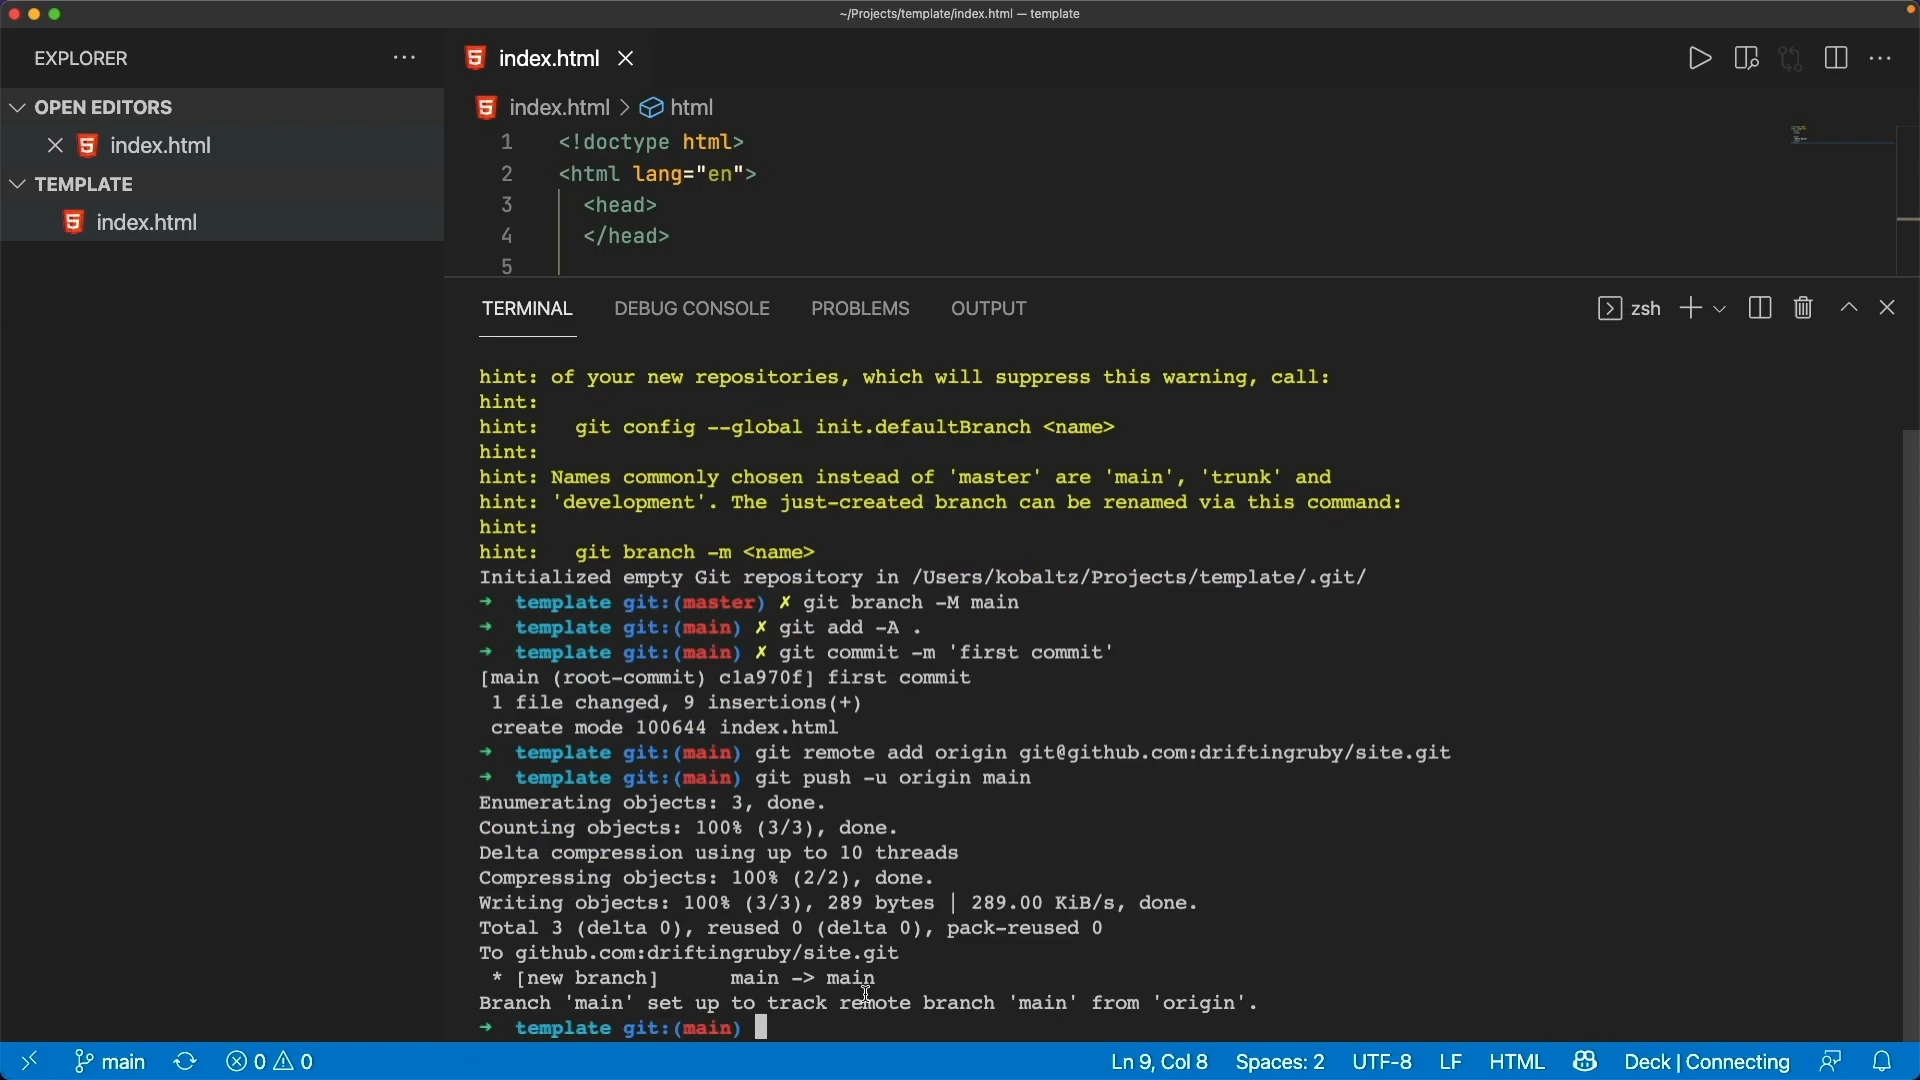 ~/Projects/template/index.html — template
EXPLORER
index.html
OPEN EDITORS
index.html > html
index.html
TEMPLATE
index.html
1 <!doctype html>
2 <html lang="en">
3 <head>
4 </head>
5
TERMINAL DEBUG CONSOLE PROBLEMS OUTPUT
zsh
hint: of your new repositories, which will suppress this warning, call:
hint:
hint:   git config --global init.defaultBranch <name>
hint:
hint: Names commonly chosen instead of 'master' are 'main', 'trunk' and
hint: 'development'. The just-created branch can be renamed via this command:
hint:
hint:   git branch -m <name>
Initialized empty Git repository in /Users/kobaltz/Projects/template/.git/
➜  template git:(master) ✗ git branch -M main
➜  template git:(main) ✗ git add -A .
➜  template git:(main) ✗ git commit -m 'first commit'
[main (root-commit) c1a970f] first commit
 1 file changed, 9 insertions(+)
 create mode 100644 index.html
➜  template git:(main) git remote add origin git@github.com:driftingruby/site.git
➜  template git:(main) git push -u origin main
Enumerating objects: 3, done.
Counting objects: 100% (3/3), done.
Delta compression using up to 10 threads
Compressing objects: 100% (2/2), done.
Writing objects: 100% (3/3), 289 bytes | 289.00 KiB/s, done.
Total 3 (delta 0), reused 0 (delta 0), pack-reused 0
To github.com:driftingruby/site.git
 * [new branch]      main -> main
Branch 'main' set up to track remote branch 'main' from 'origin'.
➜  template git:(main)
main 0 0 Ln 9, Col 8 Spaces: 2 UTF-8 LF HTML Deck | Connecting